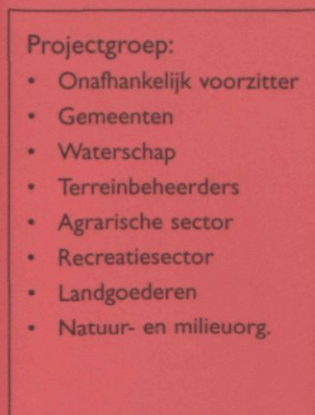 Projectgroep:
• Onafhankelijk voorzitter
• Gemeenten
• Waterschap
• Terreinbeheerders
• Agrarische sector
• Recreatiesector
• Landgoederen
• Natuur- en milieuorg.